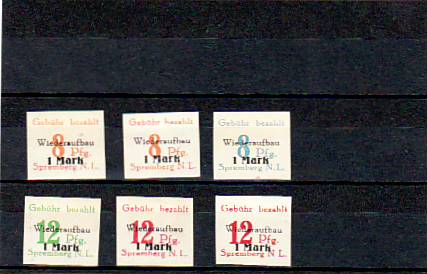 Gebühr bezahlt
Wiederaufbau
8 Pfg.
1 Mark
Spremberg N. L.
Gebühr bezahlt
Wiederaufbau
8 Pfg.
1 Mark
Spremberg N. L.
Gebühr bezahlt
Wiederaufbau
8 Pfg.
1 Mark
Spremberg N. L.
Gebühr bezahlt
Wiederaufbau
12 Pfg.
1 Mark
Spremberg N. L.
Gebühr bezahlt
Wiederaufbau
12 Pfg.
1 Mark
Spremberg N. L.
Gebühr bezahlt
Wiederaufbau
12 Pfg.
1 Mark
Spremberg N. L.